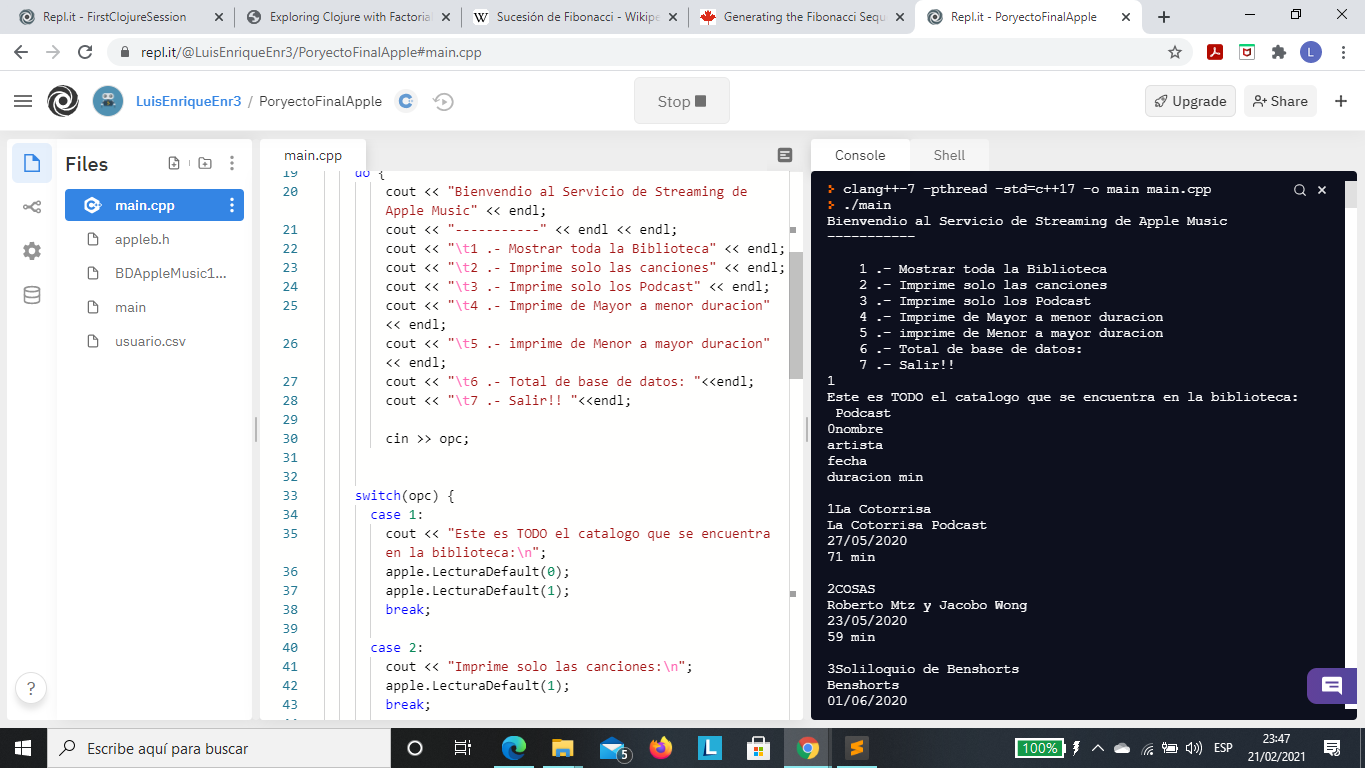 Repl.it - FirstClojureSession
Exploring Clojure with Factorial
Sucesión de Fibonacci - Wikipe
Generating the Fibonacci Sequ
Repl.it - PoryectoFinalApple
repl.it/@LuisEnriqueEnr3/PoryectoFinalApple#main.cpp
L
LuisEnriqueEnr3 / PoryectoFinalApple
Stop
Upgrade
Share
Files
main.cpp
appleb.h
BDAppleMusic1...
main
usuario.csv
?
main.cpp
19 do {
20 cout << "Bienvendio al Servicio de Streaming de
Apple Music" << endl;
21 cout << "-----------" << endl << endl;
22 cout << "\t1 .- Mostrar toda la Biblioteca" << endl;
23 cout << "\t2 .- Imprime solo las canciones" << endl;
24 cout << "\t3 .- Imprime solo los Podcast" << endl;
25 cout << "\t4 .- Imprime de Mayor a menor duracion"
<< endl;
26 cout << "\t5 .- imprime de Menor a mayor duracion"
<< endl;
27 cout << "\t6 .- Total de base de datos: "<<endl;
28 cout << "\t7 .- Salir!! "<<endl;
29
30 cin >> opc;
31
32
33 switch(opc) {
34 case 1:
35 cout << "Este es TODO el catalogo que se encuentra
en la biblioteca:\n";
36 apple.LecturaDefault(0);
37 apple.LecturaDefault(1);
38 break;
39
40 case 2:
41 cout << "Imprime solo las canciones:\n";
42 apple.LecturaDefault(1);
43 break;
Console
Shell
clang++-7 -pthread -std=c++17 -o main main.cpp
./main
Bienvendio al Servicio de Streaming de Apple Music
-----------
1 .- Mostrar toda la Biblioteca
2 .- Imprime solo las canciones
3 .- Imprime solo los Podcast
4 .- Imprime de Mayor a menor duracion
5 .- imprime de Menor a mayor duracion
6 .- Total de base de datos:
7 .- Salir!!
1
Este es TODO el catalogo que se encuentra en la biblioteca:
Podcast
0nombre
artista
fecha
duracion min
1La Cotorrisa
La Cotorrisa Podcast
27/05/2020
71 min
2COSAS
Roberto Mtz y Jacobo Wong
23/05/2020
59 min
3Soliloquio de Benshorts
Benshorts
01/06/2020
Escribe aquí para buscar
5
L
100%
ESP
23:47
21/02/2021